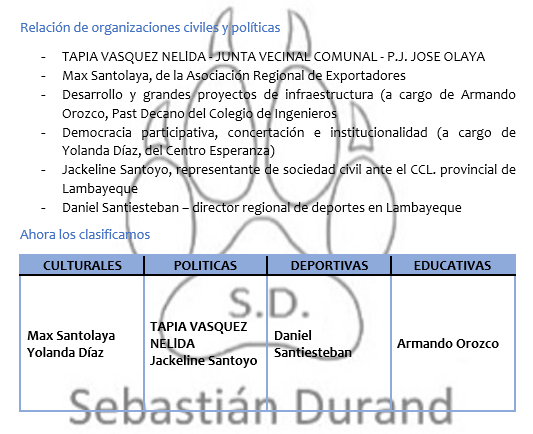 Relación de organizaciones civiles y políticas
- TAPIA VASQUEZ NELIDA - JUNTA VECINAL COMUNAL - P.J. JOSE OLAYA
- Max Santolaya, de la Asociación Regional de Exportadores
- Desarrollo y grandes proyectos de infraestructura (a cargo de Armando
Orozco, Past Decano del Colegio de Ingenieros
- Democracia participativa, concertación e institucionalidad (a cargo de
Yolanda Díaz, del Centro Esperanza)
- Jackeline Santoyo, representante de sociedad civil ante el CCL. provincial de
Lambayeque
- Daniel Santiesteban – director regional de deportes en Lambayeque
Ahora los clasificamos
CULTURALES POLITICAS DEPORTIVAS EDUCATIVAS
Max Santolaya
Yolanda Díaz
TAPIA VASQUEZ
NELIDA
Jackeline Santoyo
Daniel
Santiesteban
Armando Orozco
S.D.
Sebastián Durand